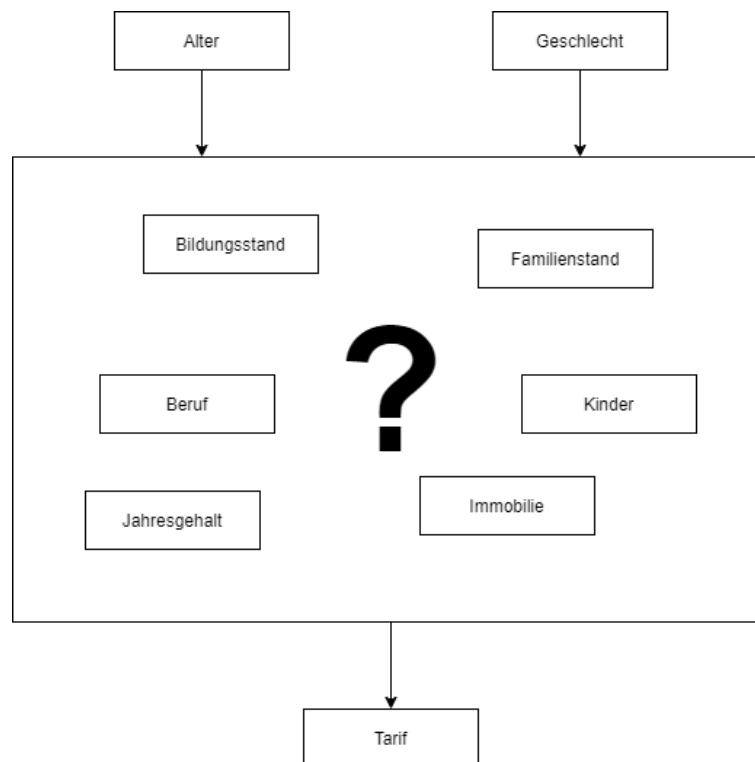 Alter
Geschlecht
Bildungsstand
Familienstand
?
Beruf
Kinder
Jahresgehalt
Immobilie
Tarif